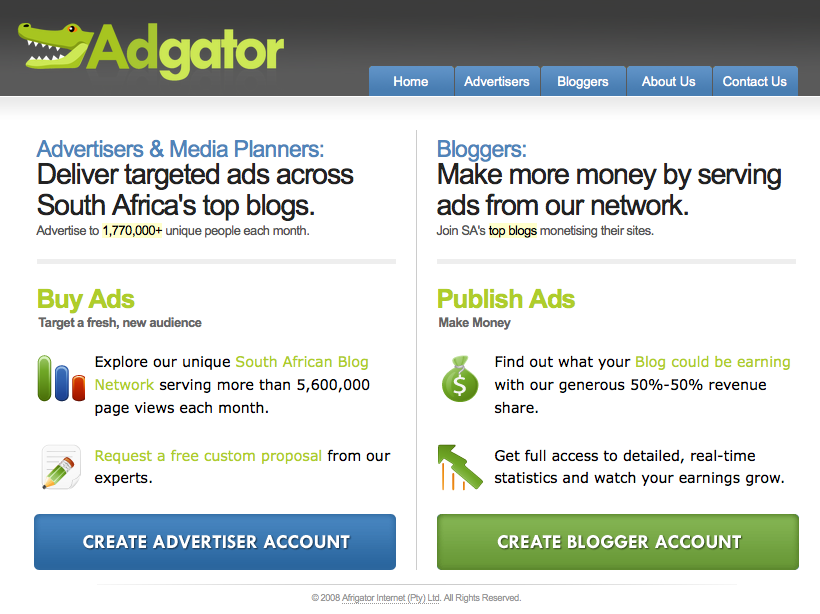 Adgator
Home
Advertisers
Bloggers
About Us
Contact Us
Advertisers & Media Planners:
Deliver targeted ads across
South Africa's top blogs.
Advertise to 1,770,000+ unique people each month.
Buy Ads
Target a fresh, new audience
Explore our unique South African Blog
Network serving more than 5,600,000
page views each month.
Request a free custom proposal from our
experts.
CREATE ADVERTISER ACCOUNT
Bloggers:
Make more money by serving
ads from our network.
Join SA's top blogs monetising their sites.
Publish Ads
Make Money
$
Find out what your Blog could be earning
with our generous 50%-50% revenue
share.
Get full access to detailed, real-time
statistics and watch your earnings grow.
CREATE BLOGGER ACCOUNT
© 2008 Afrigator Internet (Pty) Ltd. All Rights Reserved.